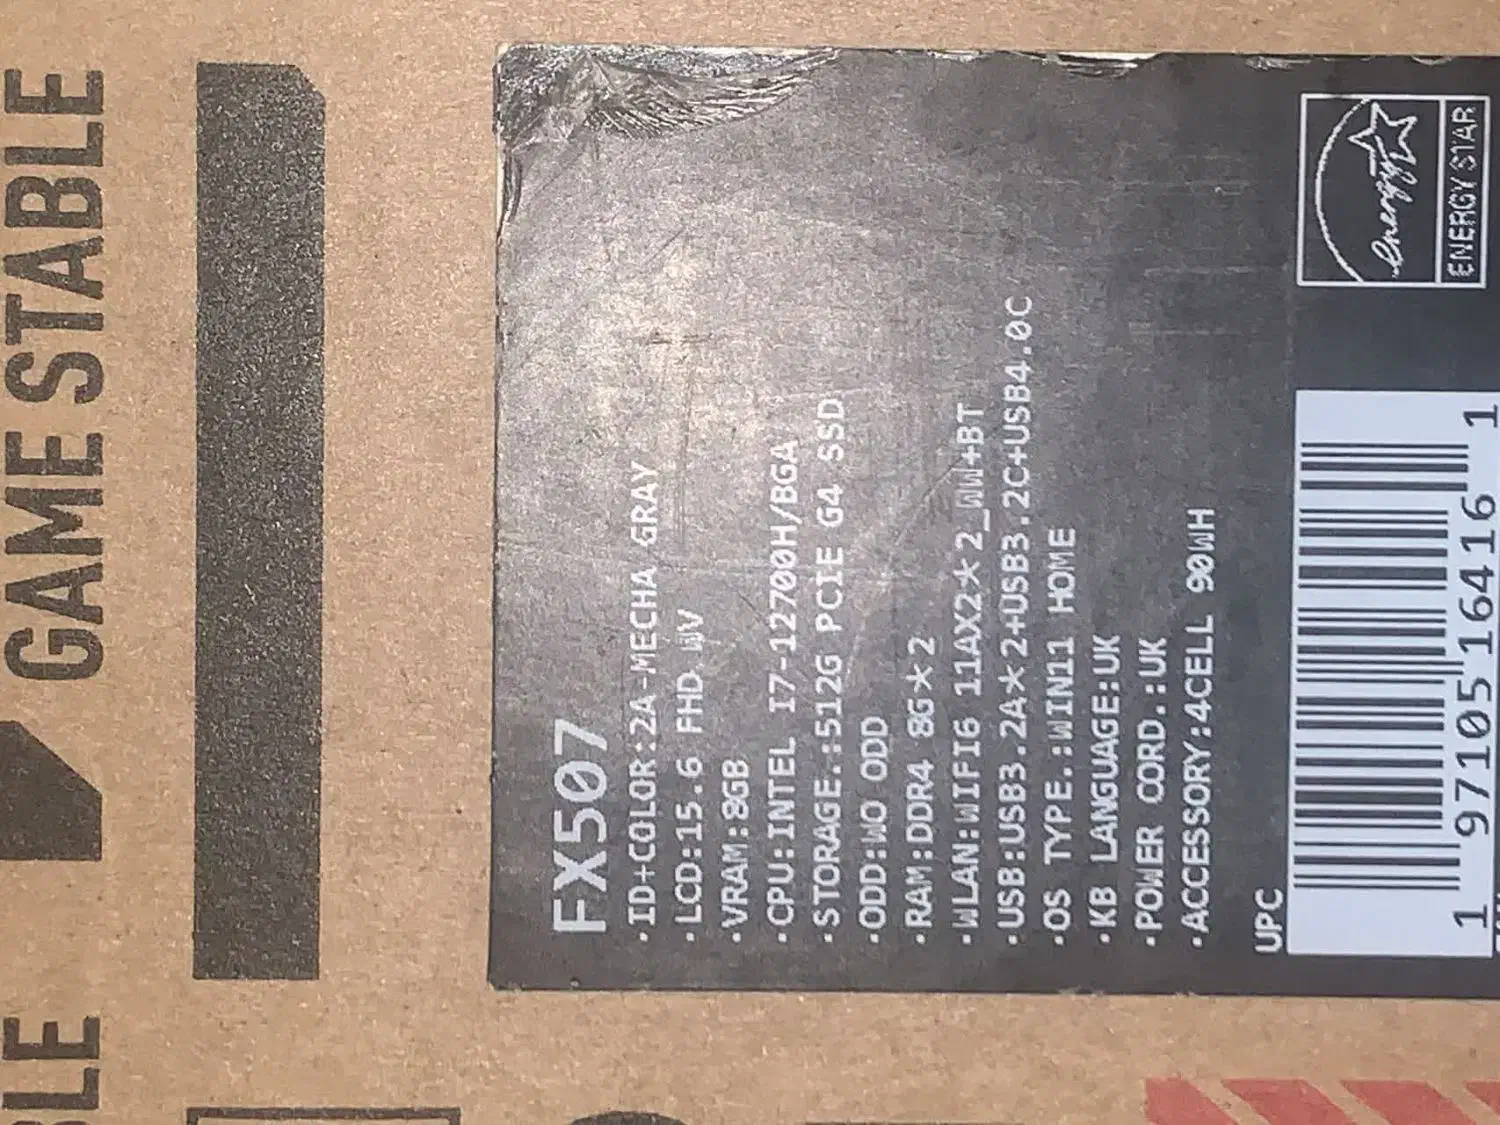 GAME STABLE
BLE
FX507
·ID+COLOR:2A-MECHA GRAY
·LCD:15.6 FHD.WV
·VRAM:8GB
·CPU:INTEL I7-12700H/BGA
·STORAGE.:512G PCIE G4 SSD
·ODD:WO ODD
·RAM:DDR4 8G*2
·WLAN:WIFI6 11AX2*2_WW+BT
·USB:USB3.2A*2+USB3.2C+USB4.0C
·OS TYPE.:WIN11 HOME
·KB LANGUAGE:UK
·POWER CORD.:UK
·ACCESSORY:4CELL 90WH
energy
ENERGY STAR
UPC
1 97105 16416 1